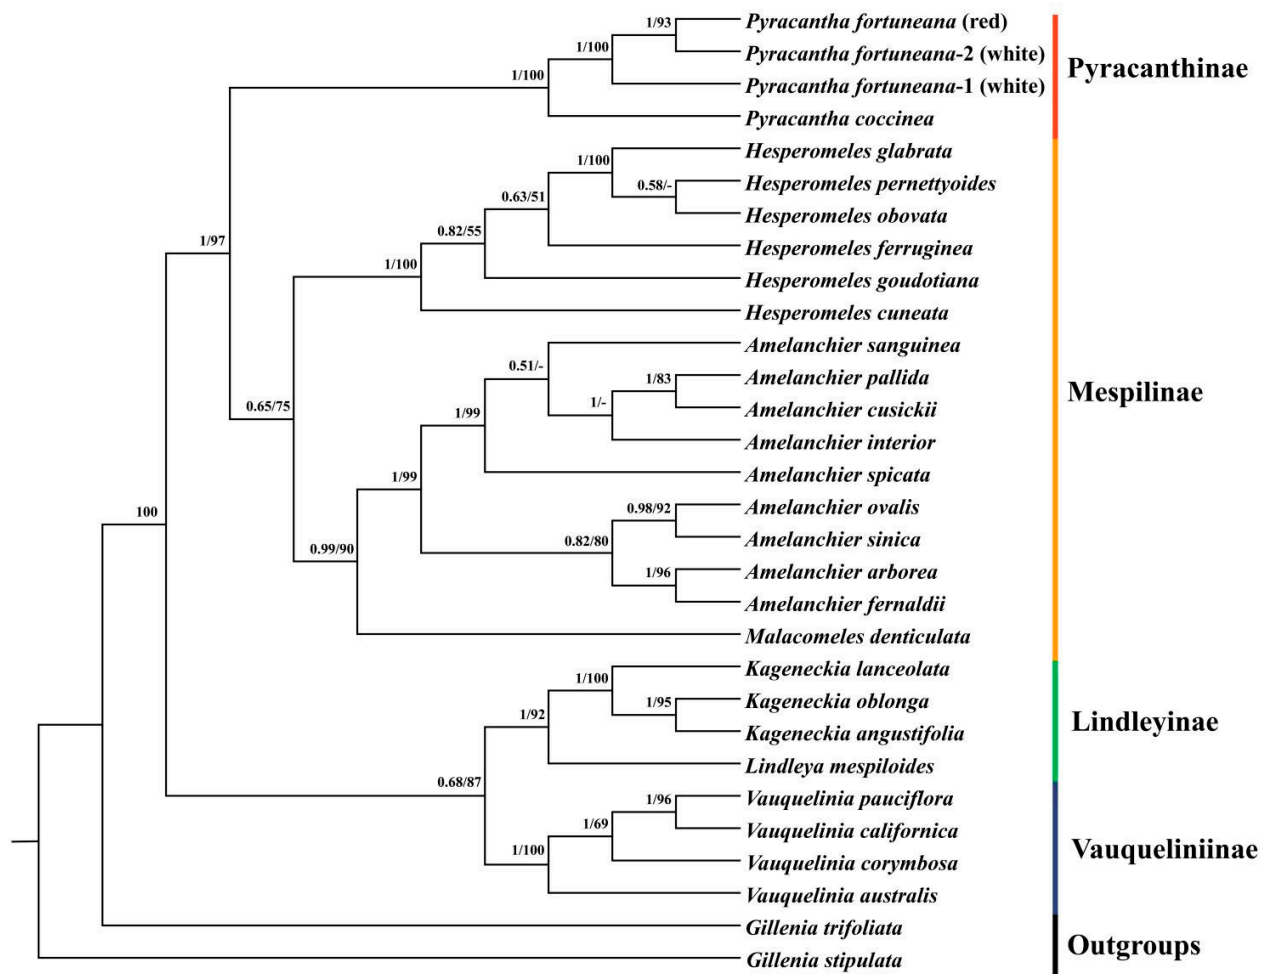 1/93
Pyracantha fortuneana (red)
1/100
Pyracantha fortuneana-2 (white)
Pyracanthinae
1/100
Pyracantha fortuneana-1 (white)
Pyracantha coccinea
1/100
Hesperomeles glabrata
0.58/-
Hesperomeles pernettyoides
0.63/51
Hesperomeles obovata
0.82/55
Hesperomeles ferruginea
1/97
1/100
Hesperomeles goudotiana
Hesperomeles cuneata
Amelanchier sanguinea
0.51/-
1/83
Amelanchier pallida
Mespilinae
1/-
Amelanchier cusickii
0.65/75
1/99
Amelanchier interior
1/99
Amelanchier spicata
0.98/92
Amelanchier ovalis
100
0.82/80
Amelanchier sinica
0.99/90
1/96
Amelanchier arborea
Amelanchier fernaldii
Malacomeles denticulata
1/100
Kageneckia lanceolata
1/95
Kageneckia oblonga
1/92
Kageneckia angustifolia
Lindleyinae
Lindleya mespiloides
0.68/87
1/96
Vauquelinia pauciflora
1/69
Vauquelinia californica
1/100
Vauquelinia corymbosa
Vauqueliniinae
Vauquelinia australis
Gillenia trifoliata
Outgroups
Gillenia stipulata